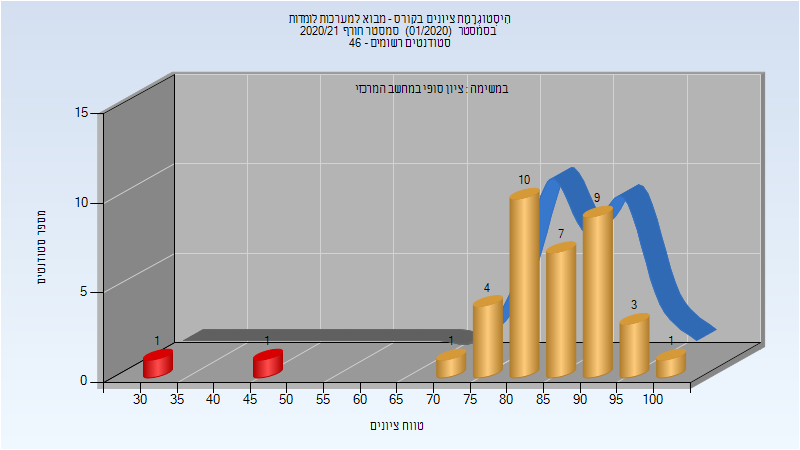 היסטוגרמת ציונים בקורס - מבוא למערכות לומדות
בסמסטר (01/2020) סמסטר חורף 2020/21
סטודנטים רשומים - 46
במשימה : ציון סופי במחשב המרכזי
מספר סטודנטים
15
10
5
0
1
1
1
4
10
7
9
3
1
30 35 40 45 50 55 60 65 70 75 80 85 90 95 100
טווח ציונים